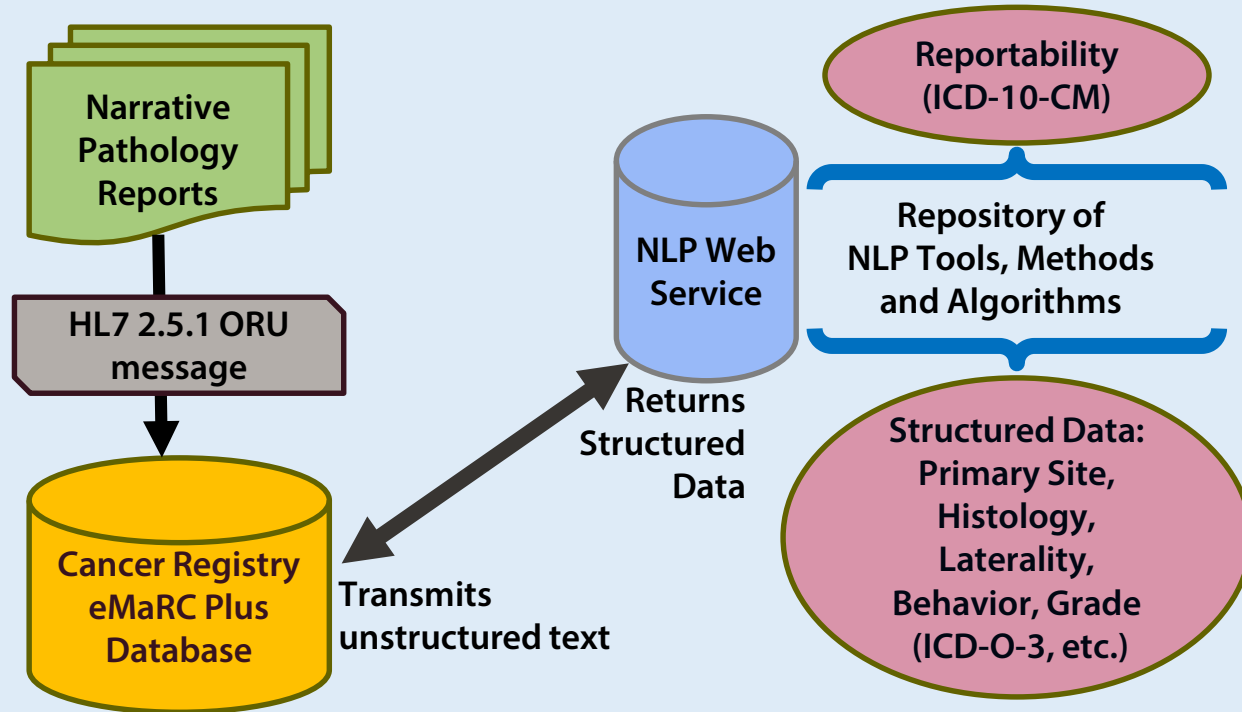 Narrative
Pathology
Reports
HL7 2.5.1 ORU
message
Cancer Registry
eMaRC Plus
Database
Transmits
unstructured text
Returns
Structured
Data
NLP Web
Service
Reportability
(ICD-10-CM)
Repository of
NLP Tools, Methods
and Algorithms
Structured Data:
Primary Site,
Histology,
Laterality,
Behavior, Grade
(ICD-O-3, etc.)